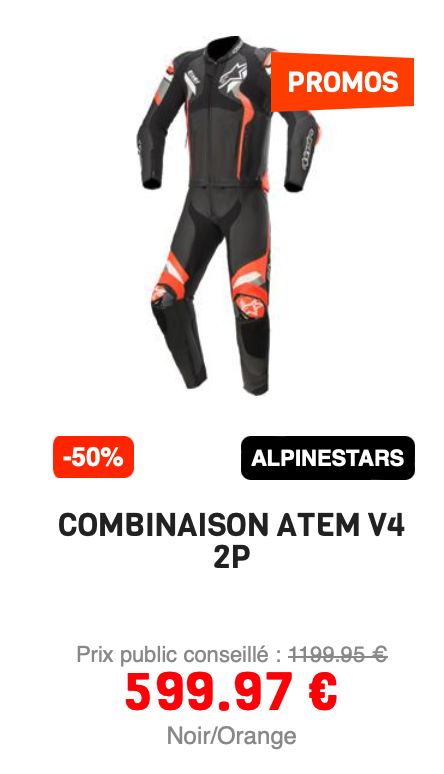 PROMOS
-50%
ALPINESTARS
COMBINAISON ATEM V4
2P
Prix public conseillé : 1199.95 €
599.97 €
Noir/Orange